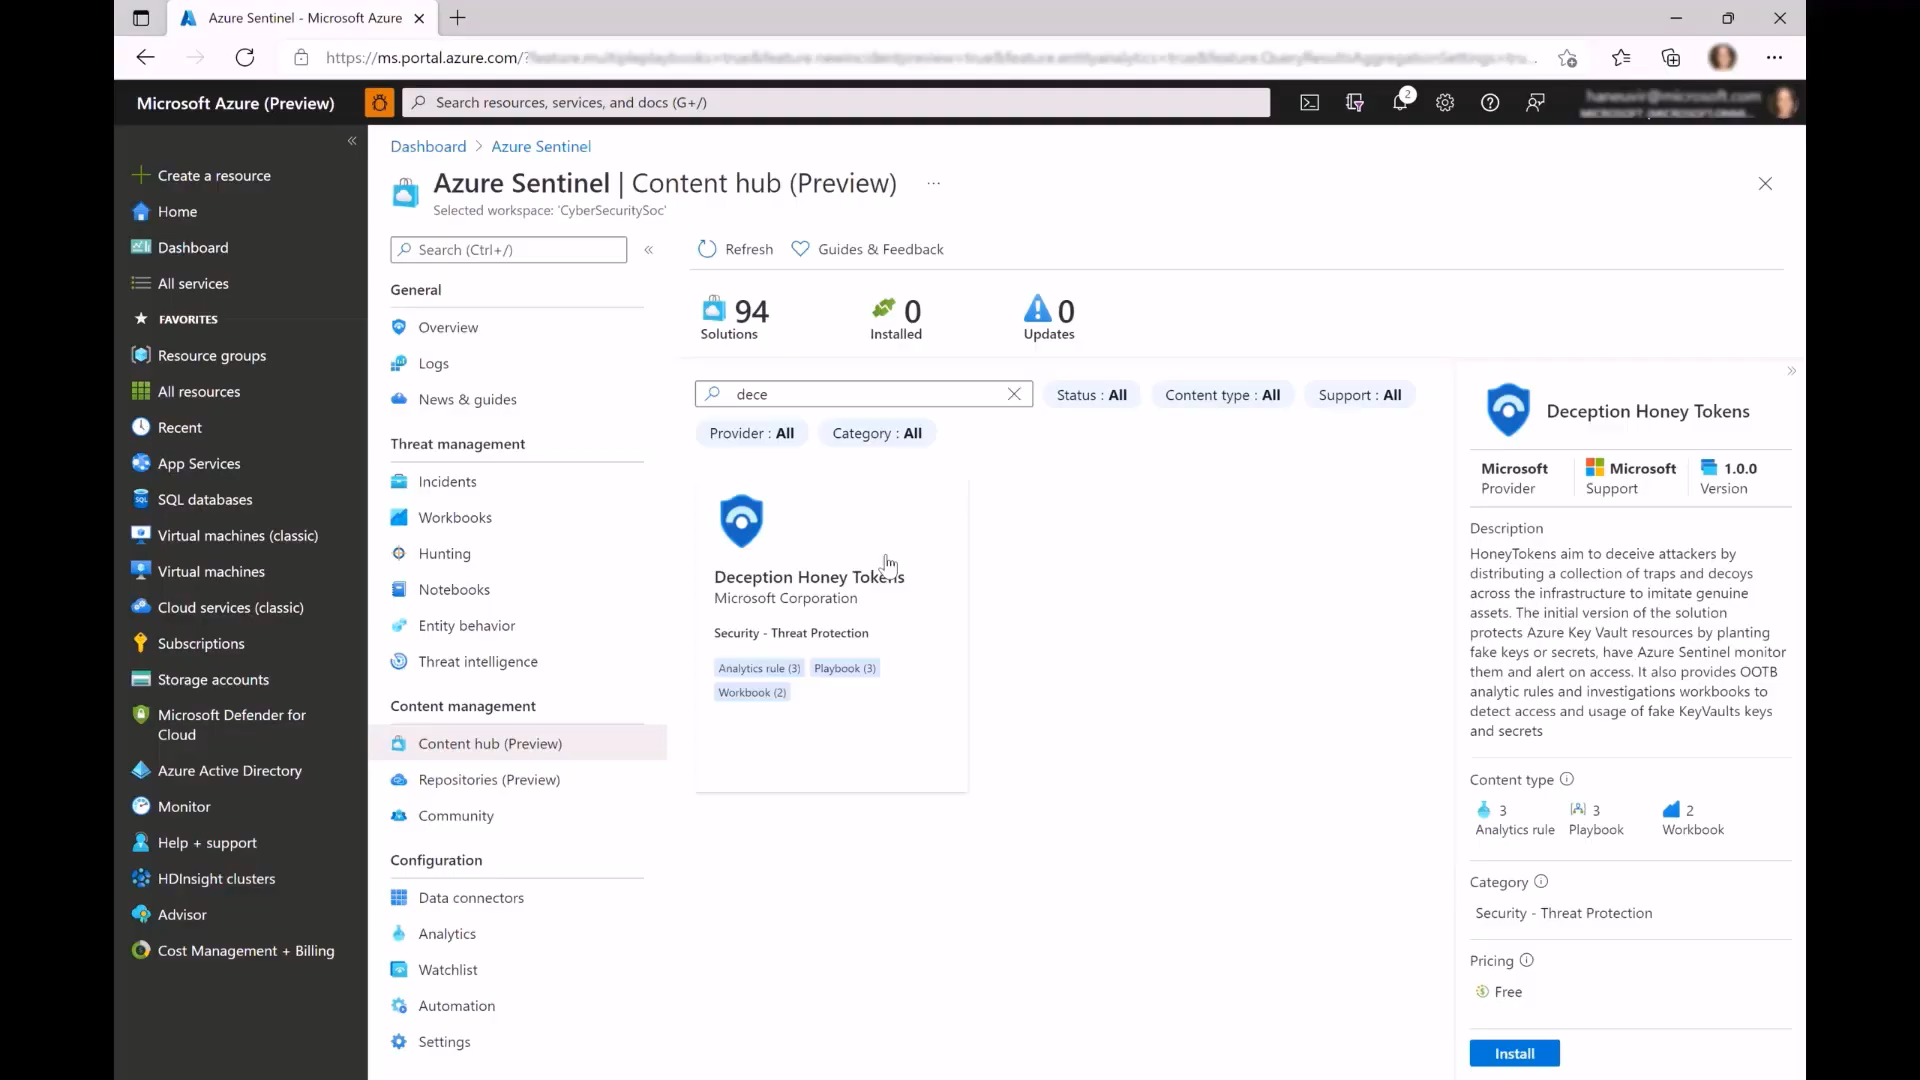 Azure Sentinel - Microsoft Azure
https://ms.portal.azure.com/?
Microsoft Azure (Preview)
Search resources, services, and docs (G+/)
2
Dashboard > Azure Sentinel
Azure Sentinel | Content hub (Preview) ...
Selected workspace: 'CyberSecuritySoc'
Create a resource
Home
Dashboard
All services
FAVORITES
Resource groups
All resources
Recent
App Services
SQL databases
Virtual machines (classic)
Virtual machines
Cloud services (classic)
Subscriptions
Storage accounts
Microsoft Defender for
Cloud
Azure Active Directory
Monitor
Help + support
HDInsight clusters
Advisor
Cost Management + Billing
Search (Ctrl+/)
General
Overview
Logs
News & guides
Threat management
Incidents
Workbooks
Hunting
Notebooks
Entity behavior
Threat intelligence
Content management
Content hub (Preview)
Repositories (Preview)
Community
Configuration
Data connectors
Analytics
Watchlist
Automation
Settings
Refresh
Guides & Feedback
94
Solutions
0
Installed
0
Updates
dece
Status : All
Content type : All
Support : All
Provider : All
Category : All
Deception Honey Tokens
Microsoft Corporation
Security - Threat Protection
Analytics rule (3)
Playbook (3)
Workbook (2)
Deception Honey Tokens
Microsoft
Provider
Microsoft
Support
1.0.0
Version
Description
HoneyTokens aim to deceive attackers by
distributing a collection of traps and decoys
across the infrastructure to imitate genuine
assets. The initial version of the solution
protects Azure Key Vault resources by planting
fake keys or secrets, have Azure Sentinel monitor
them and alert on access. It also provides OOTB
analytic rules and investigations workbooks to
detect access and usage of fake KeyVaults keys
and secrets
Content type
3
Analytics rule
3
Playbook
2
Workbook
Category
Security - Threat Protection
Pricing
Free
Install